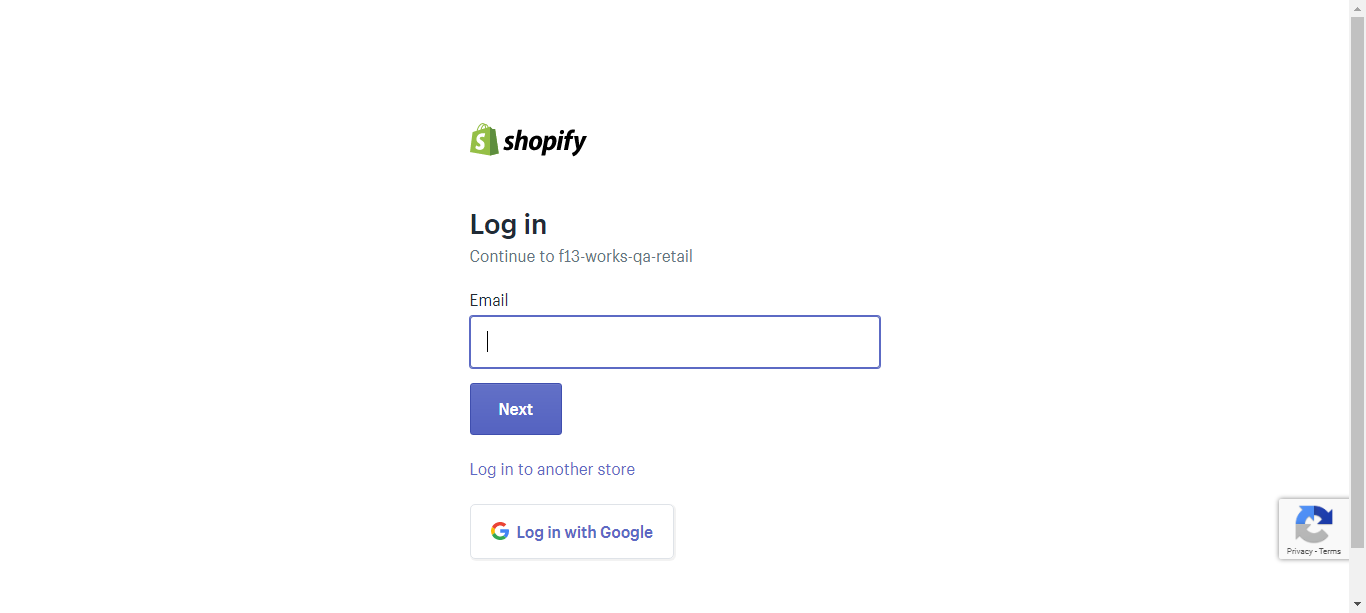 shopify
Log in
Continue to f13-works-qa-retail
Email
Next
Log in to another store
Log in with Google
Privacy - Terms